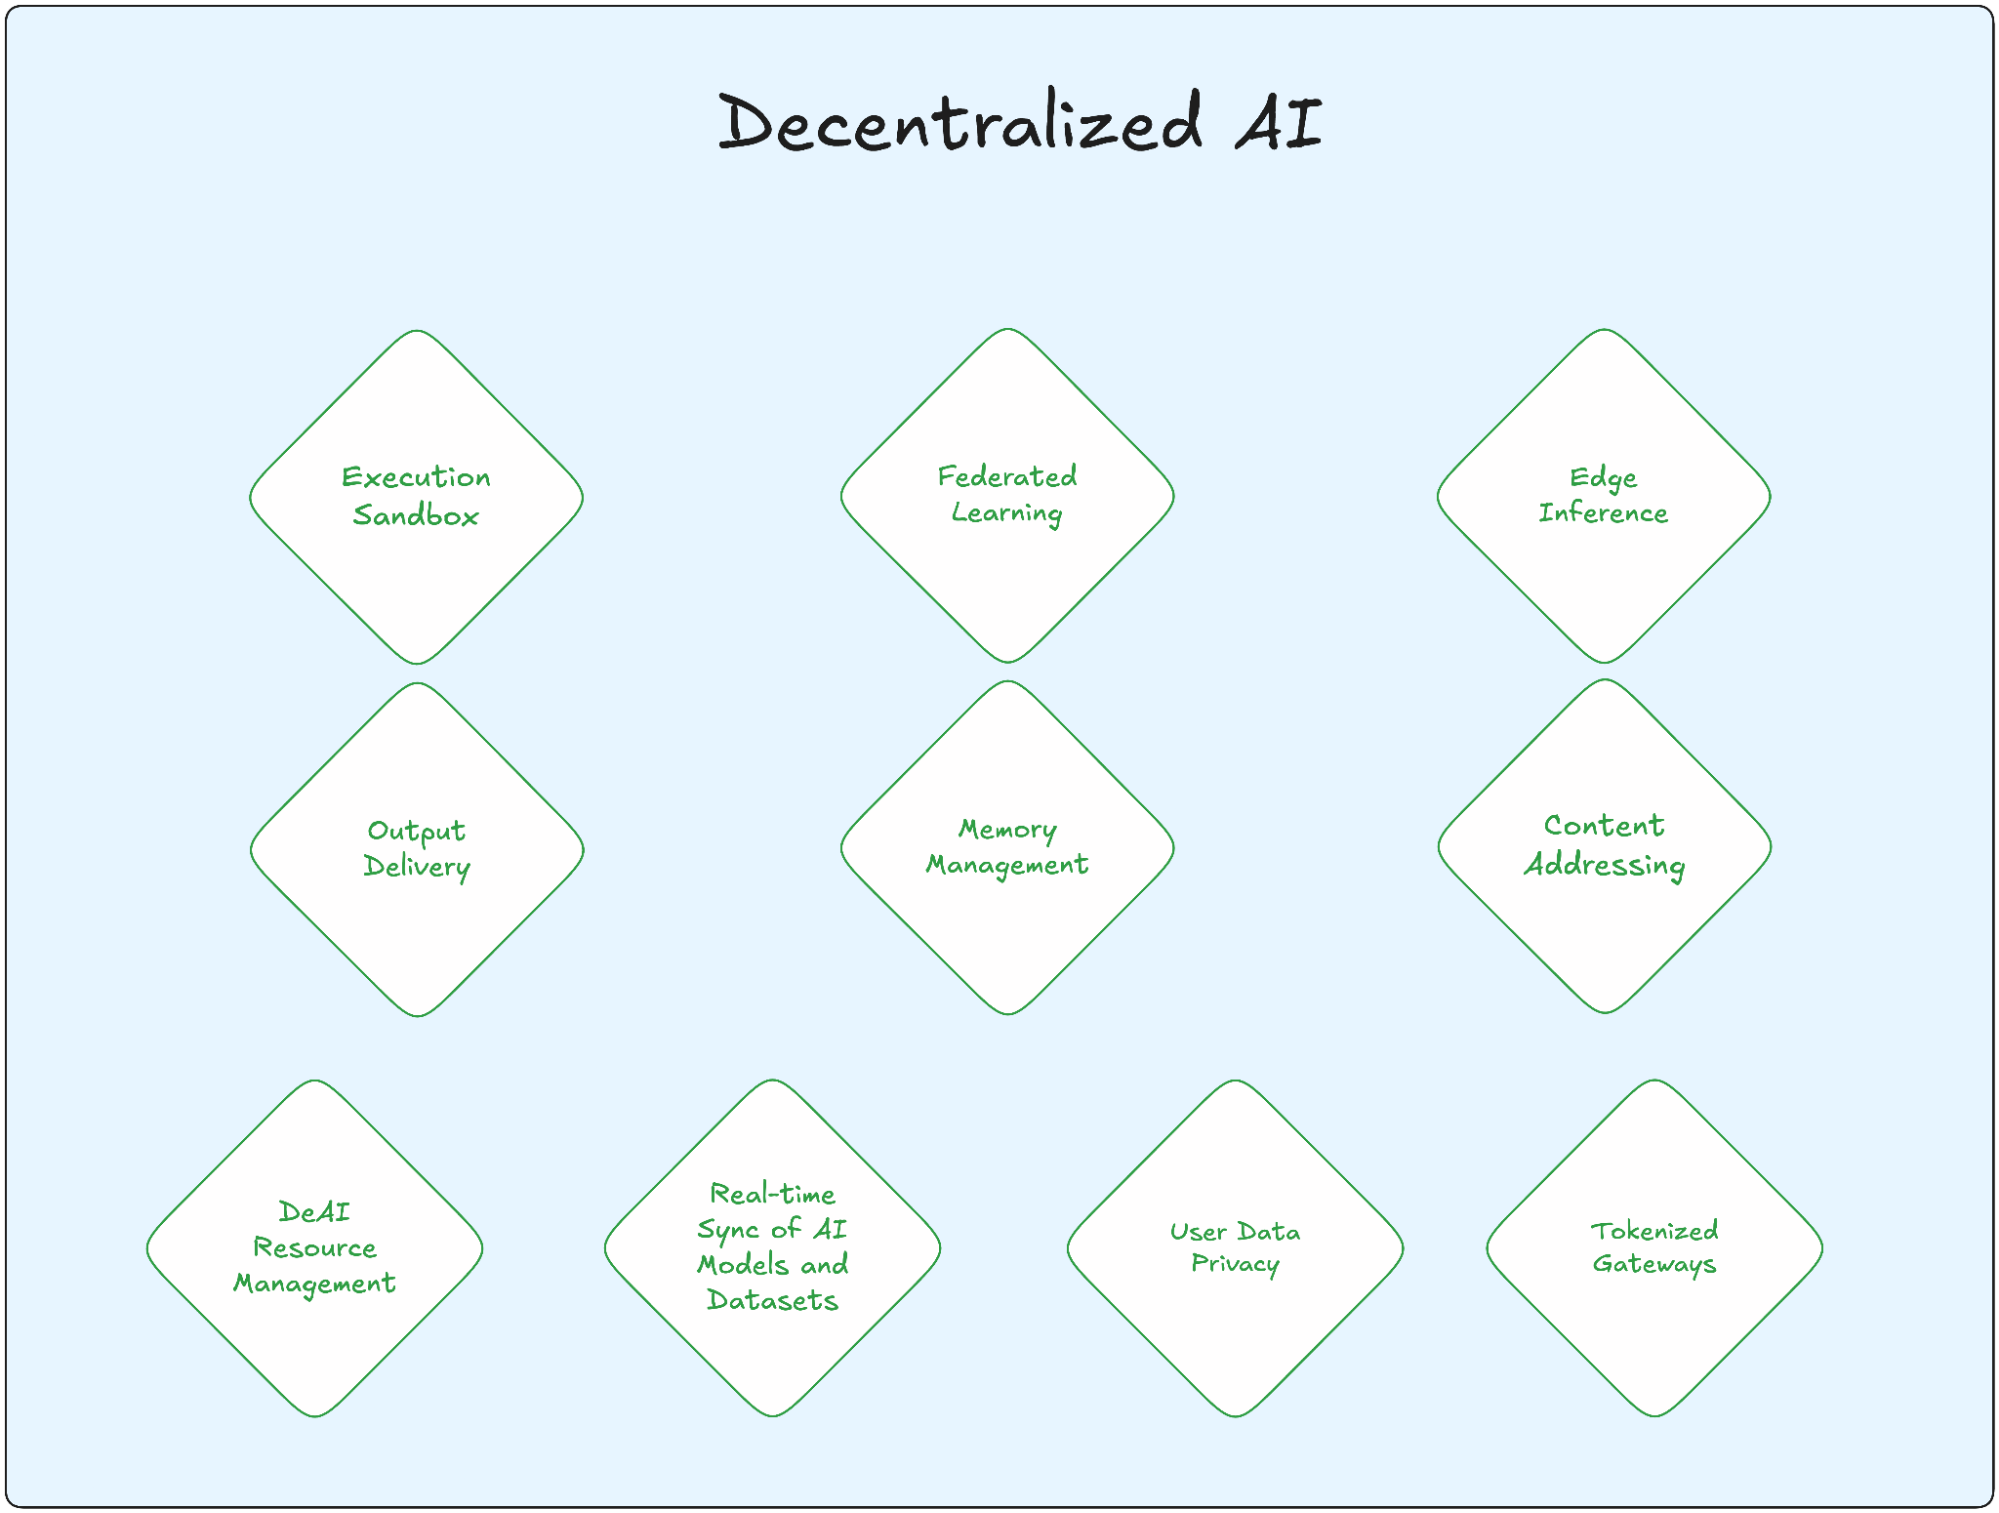 Decentralized AI
Execution
Sandbox
Federated
Learning
Edge
Inference
Output
Delivery
Memory
Management
Content
Addressing
DeAI
Resource
Management
Real-time
Sync of AI
Models and
Datasets
User Data
Privacy
Tokenized
Gateways